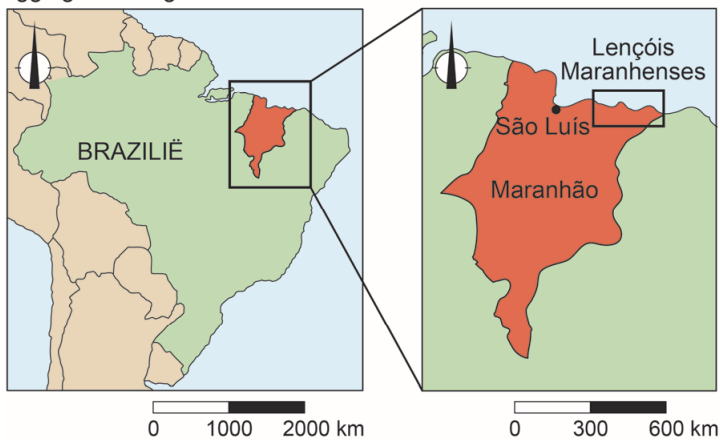 BRAZILIË
Lençóis
Maranhenses
São Luís
Maranhão
0 1000 2000 km
0 300 600 km